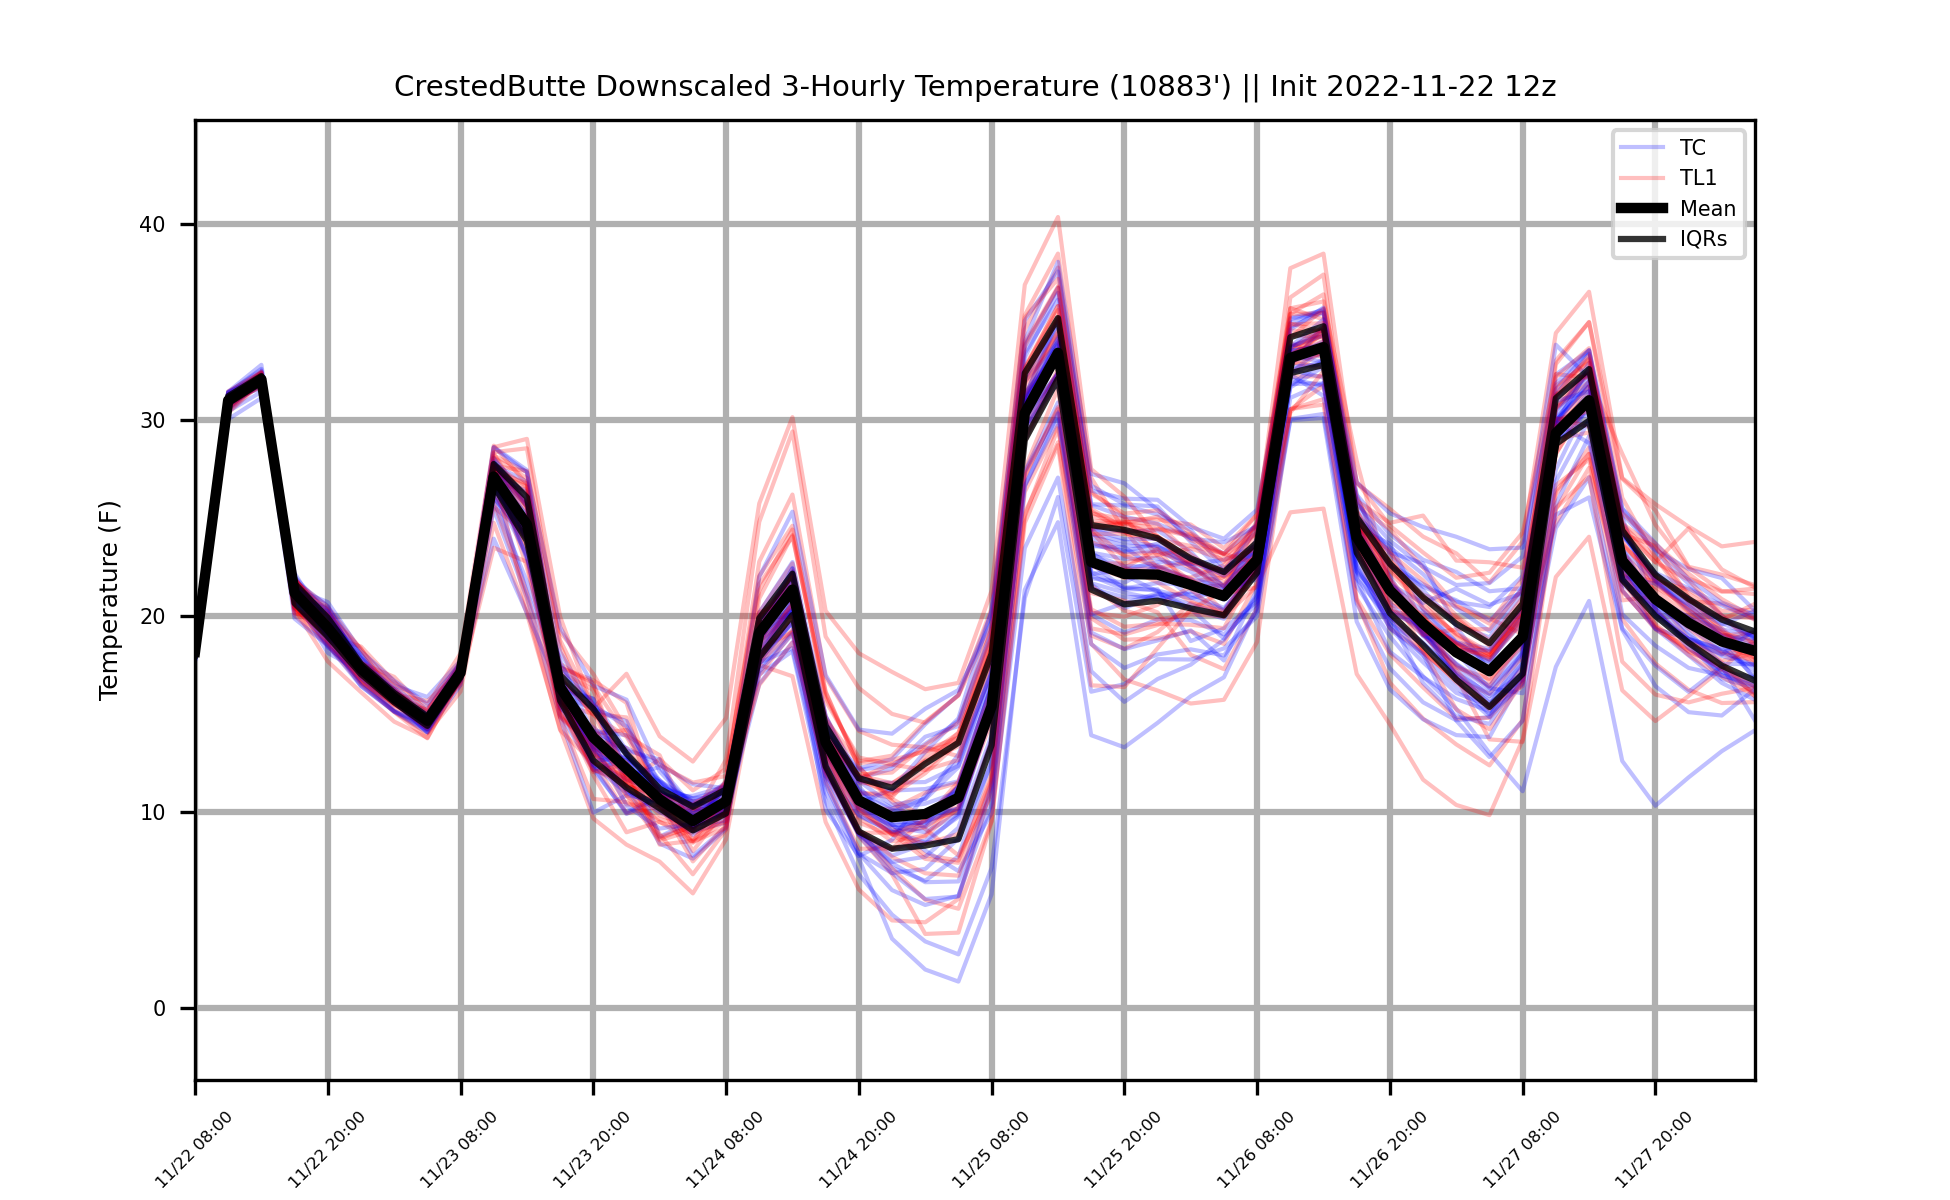 CrestedButte Downscaled 3-Hourly Temperature (10883') || Init 2022-11-22 12z
TC
TL1
Mean
IQRs
Temperature (F)
40
30
20
10
0
11/22 08:00
11/22 20:00
11/23 08:00
11/23 20:00
11/24 08:00
11/24 20:00
11/25 08:00
11/25 20:00
11/26 08:00
11/26 20:00
11/27 08:00
11/27 20:00